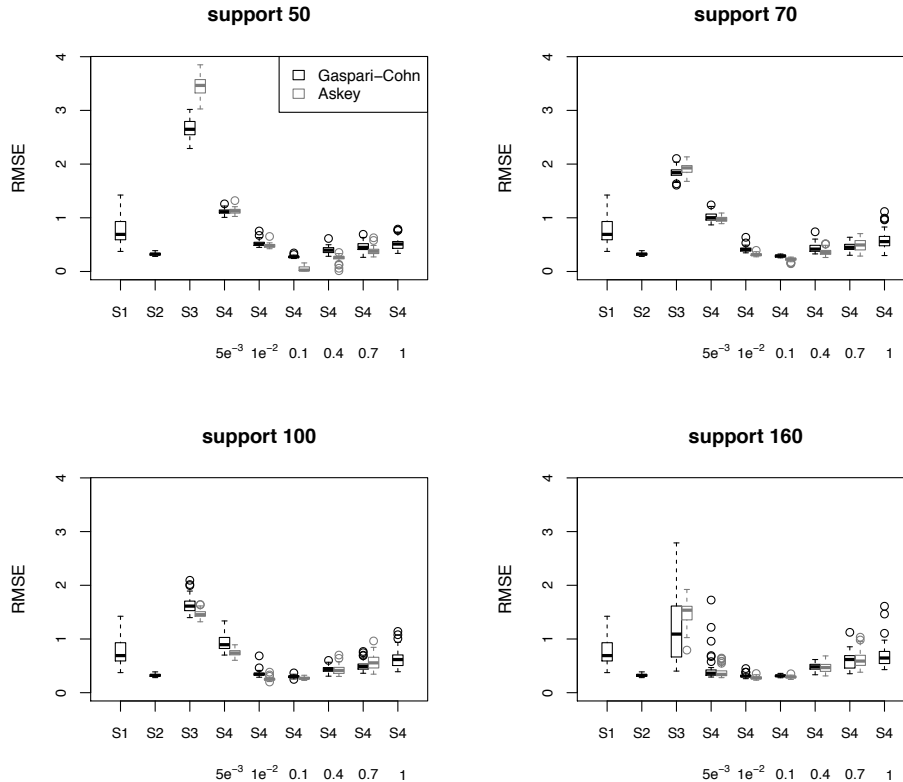 support 50
RMSE
4
3
2
1
0
Gaspari−Cohn
Askey
S1 S2 S3 S4 S4 S4 S4 S4 S4
5e−3 1e−2 0.1 0.4 0.7 1
support 70
RMSE
4
3
2
1
0
S1 S2 S3 S4 S4 S4 S4 S4 S4
5e−3 1e−2 0.1 0.4 0.7 1
support 100
RMSE
4
3
2
1
0
S1 S2 S3 S4 S4 S4 S4 S4 S4
5e−3 1e−2 0.1 0.4 0.7 1
support 160
RMSE
4
3
2
1
0
S1 S2 S3 S4 S4 S4 S4 S4 S4
5e−3 1e−2 0.1 0.4 0.7 1